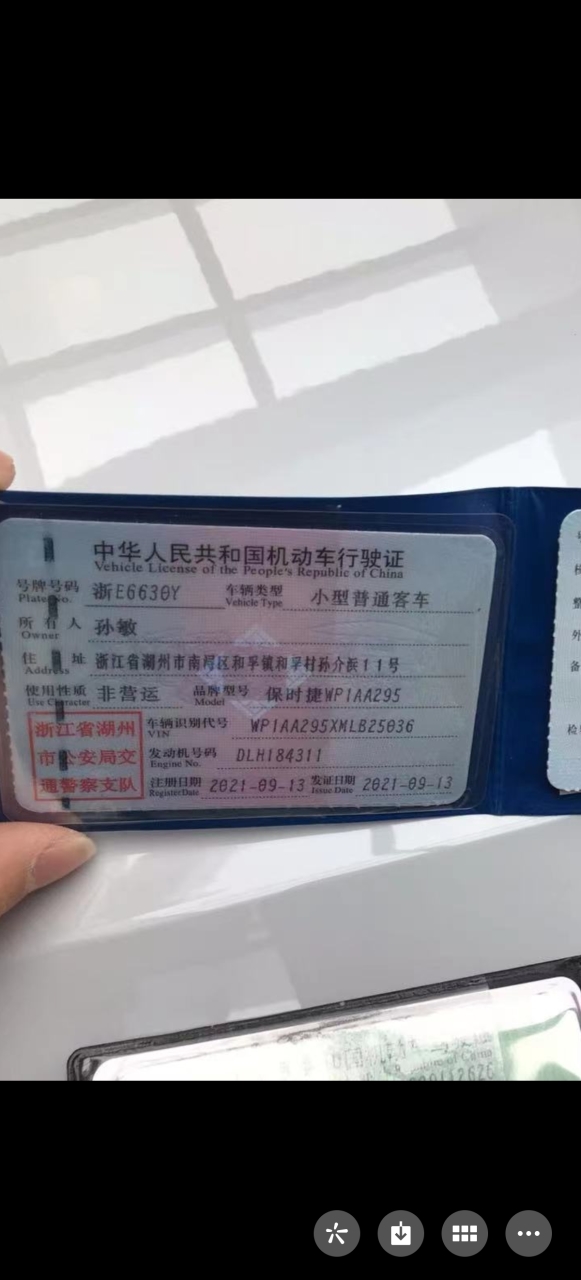 中华人民共和国机动车行驶证
Vehicle License of the People's Republic of China
号牌号码 浙E6630Y 车辆类型 小型普通客车
Plate No. Vehicle Type
所有人 孙敏
Owner
住址 浙江省湖州市南浔区和孚镇和孚村孙介浜11号
Address
使用性质 非营运 品牌型号 保时捷WP1AA295
Use Character Model
浙江省湖州
市公安局交
通警察支队
车辆识别代号 WP1AA295XMLB25036
VIN
发动机号码 DLH184311
Engine No.
注册日期 2021-09-13 发证日期 2021-09-13
Register Date Issue Date